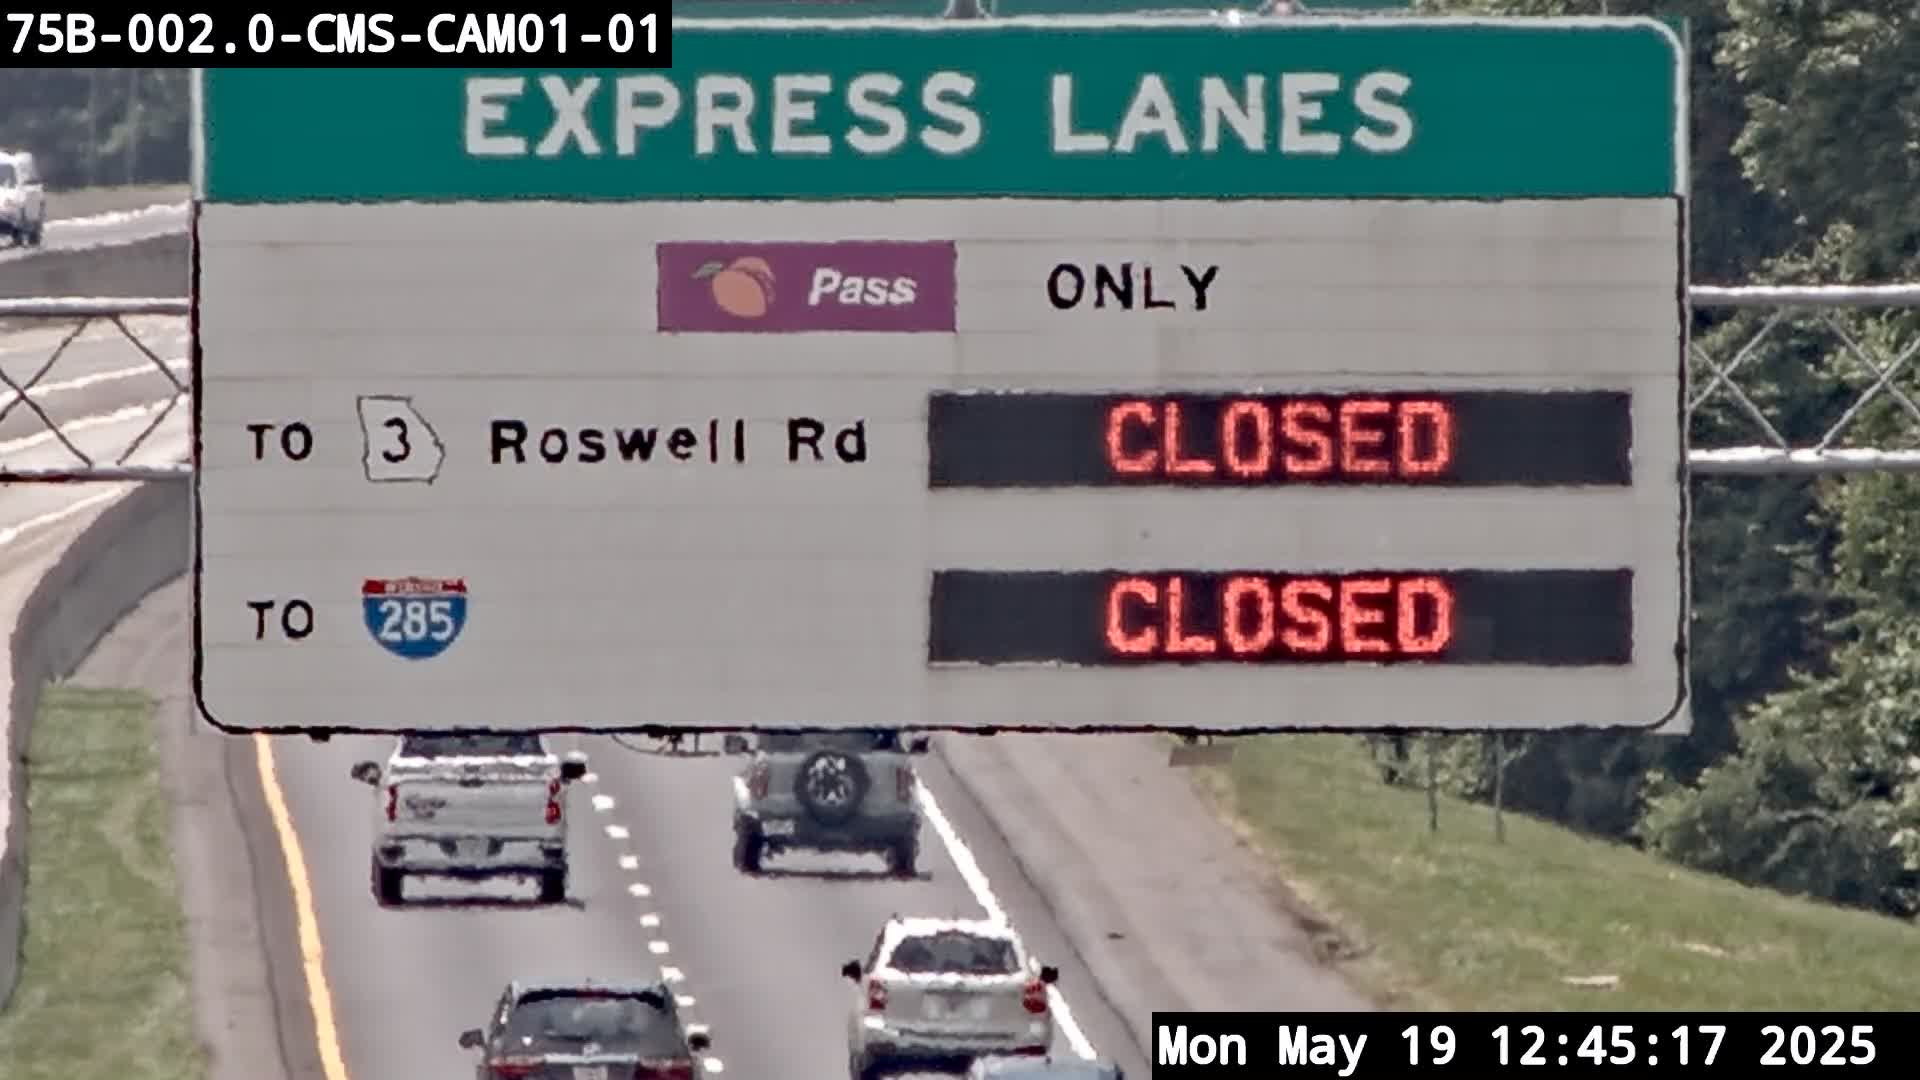 75B-002.0-CMS-CAM01-01
EXPRESS LANES
Pass ONLY
TO 3 Roswell Rd CLOSED
TO 285 CLOSED
Mon May 19 12:45:17 2025